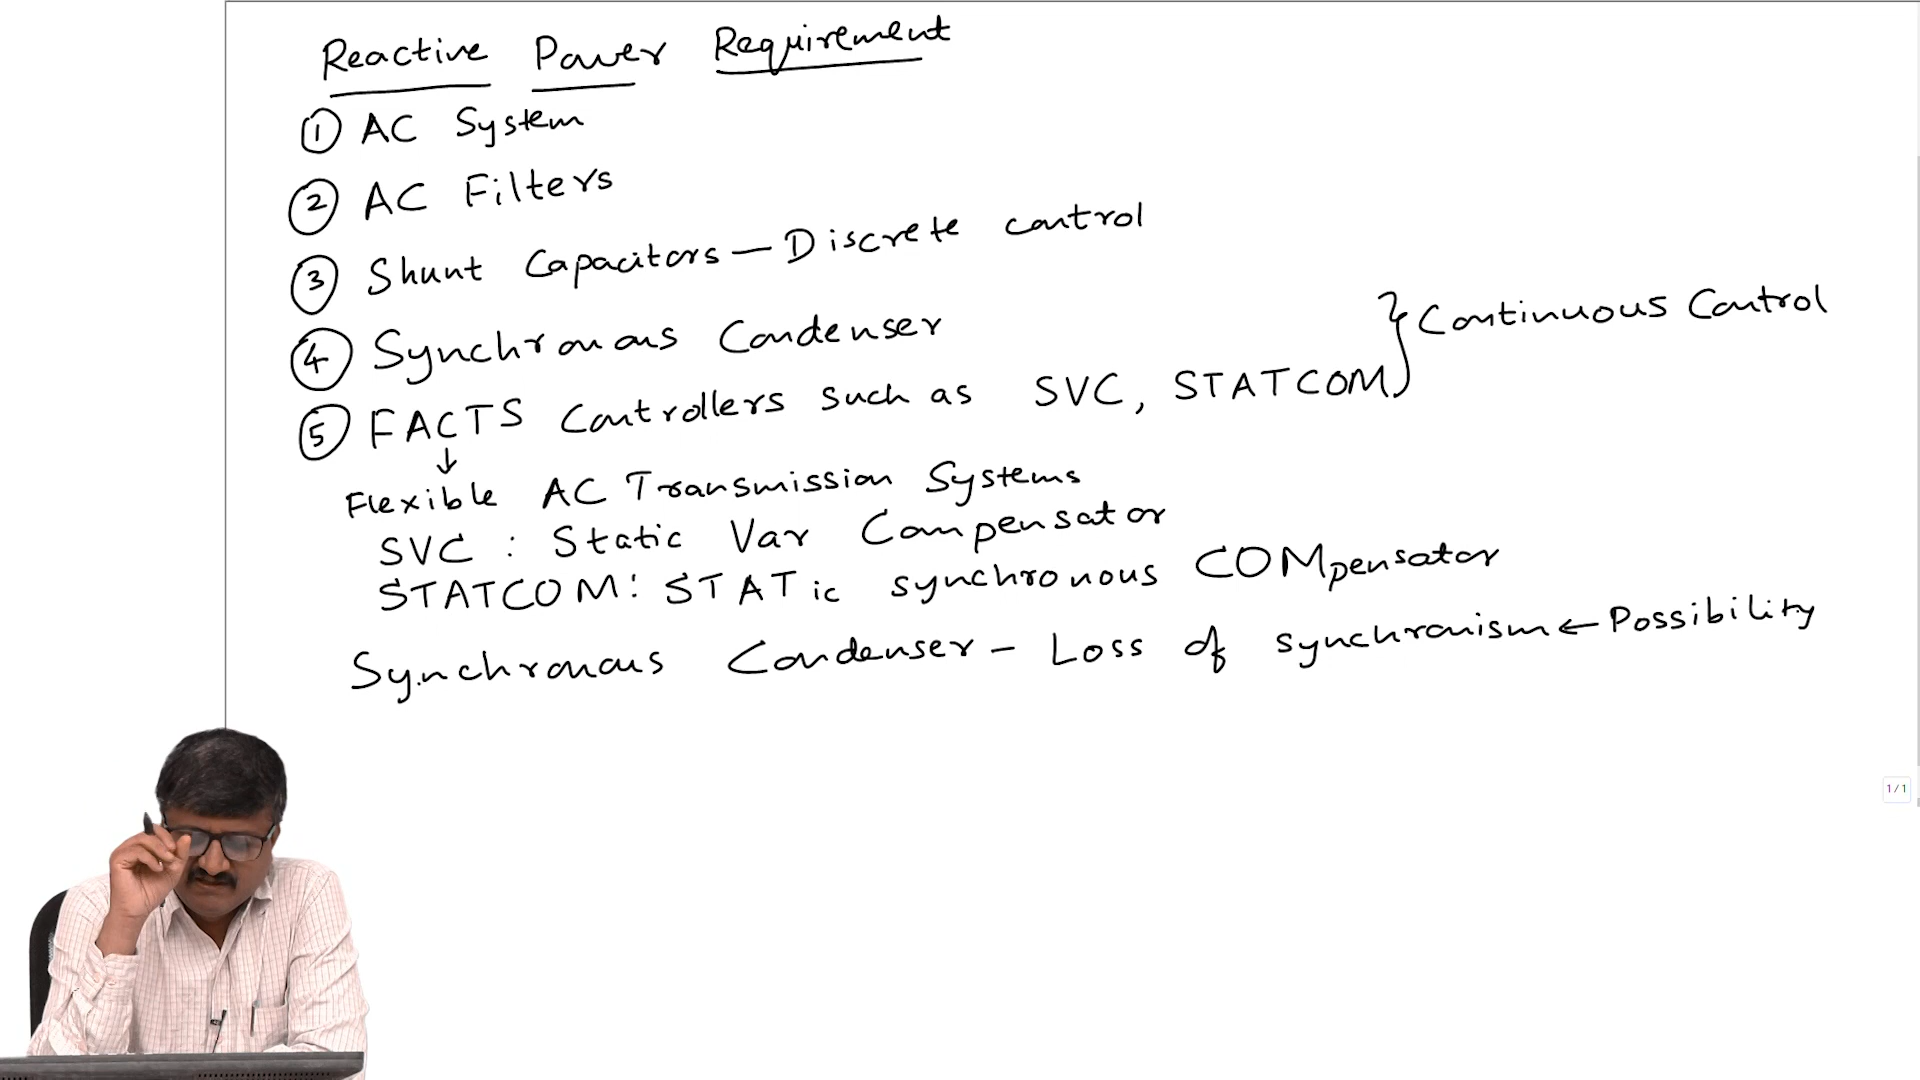 Reactive Power Requirement
① AC System
② AC Filters
③ Shunt Capacitors — Discrete control
④ Synchronous Condenser
⑤ FACTS Controllers such as SVC, STATCOM } Continuous Control
↓
Flexible AC Transmission Systems
SVC : Static Var Compensator
STATCOM: STATic synchronous COMpensator
Synchronous Condenser - Loss of synchronism ← Possibility
1/1